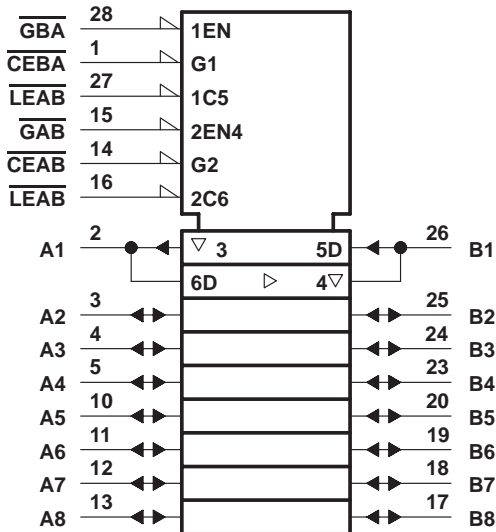 GBA 28 1EN
CEBA 1 G1
LEAB 27 1C5
GAB 15 2EN4
CEAB 14 G2
LEAB 16 2C6
A1 2 3 5D 26 B1
6D 4
A2 3 25 B2
A3 4 24 B3
A4 5 23 B4
A5 10 20 B5
A6 11 19 B6
A7 12 18 B7
A8 13 17 B8